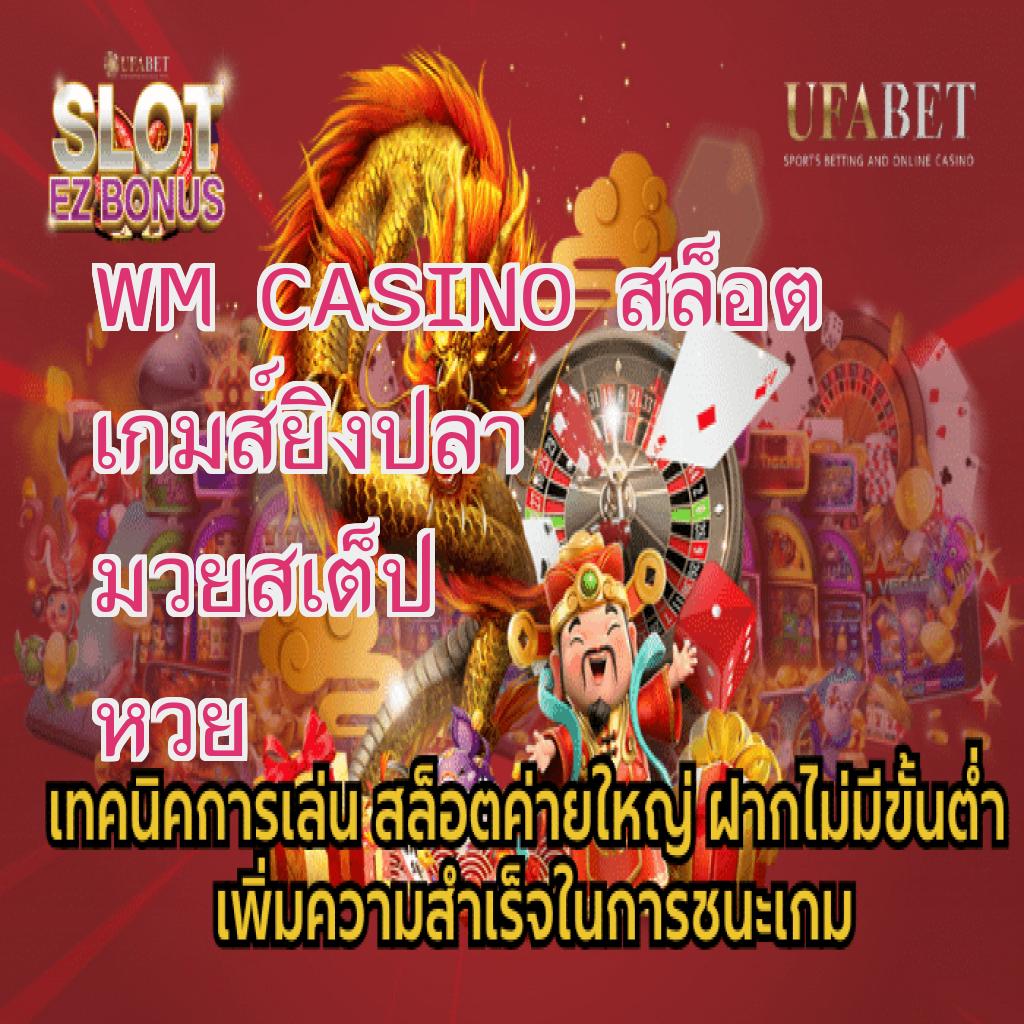 UFABET
SLOT
EZ BONUS
UFABET
SPORTS BETTING AND ONLINE CASINO
WM CASINO สล็อต
เกมส์ยิงปลา
มวยสเต็ป
หวย
เทคนิคการเล่น สล็อตค่ายใหญ่ ฝากไม่มีขั้นต่ำ
เพิ่มความสำเร็จในการชนะเกม